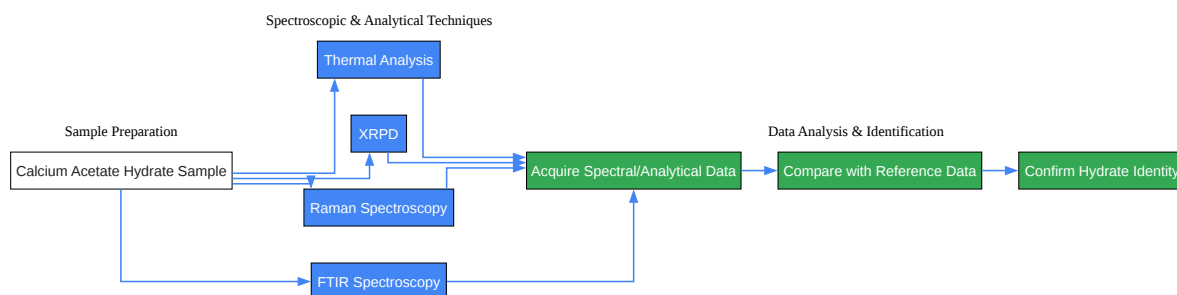 Spectroscopic & Analytical Techniques
Thermal Analysis
Sample Preparation
XRPD
Data Analysis & Identification
Calcium Acetate Hydrate Sample
Acquire Spectral/Analytical Data
Compare with Reference Data
Confirm Hydrate Identity
Raman Spectroscopy
FTIR Spectroscopy